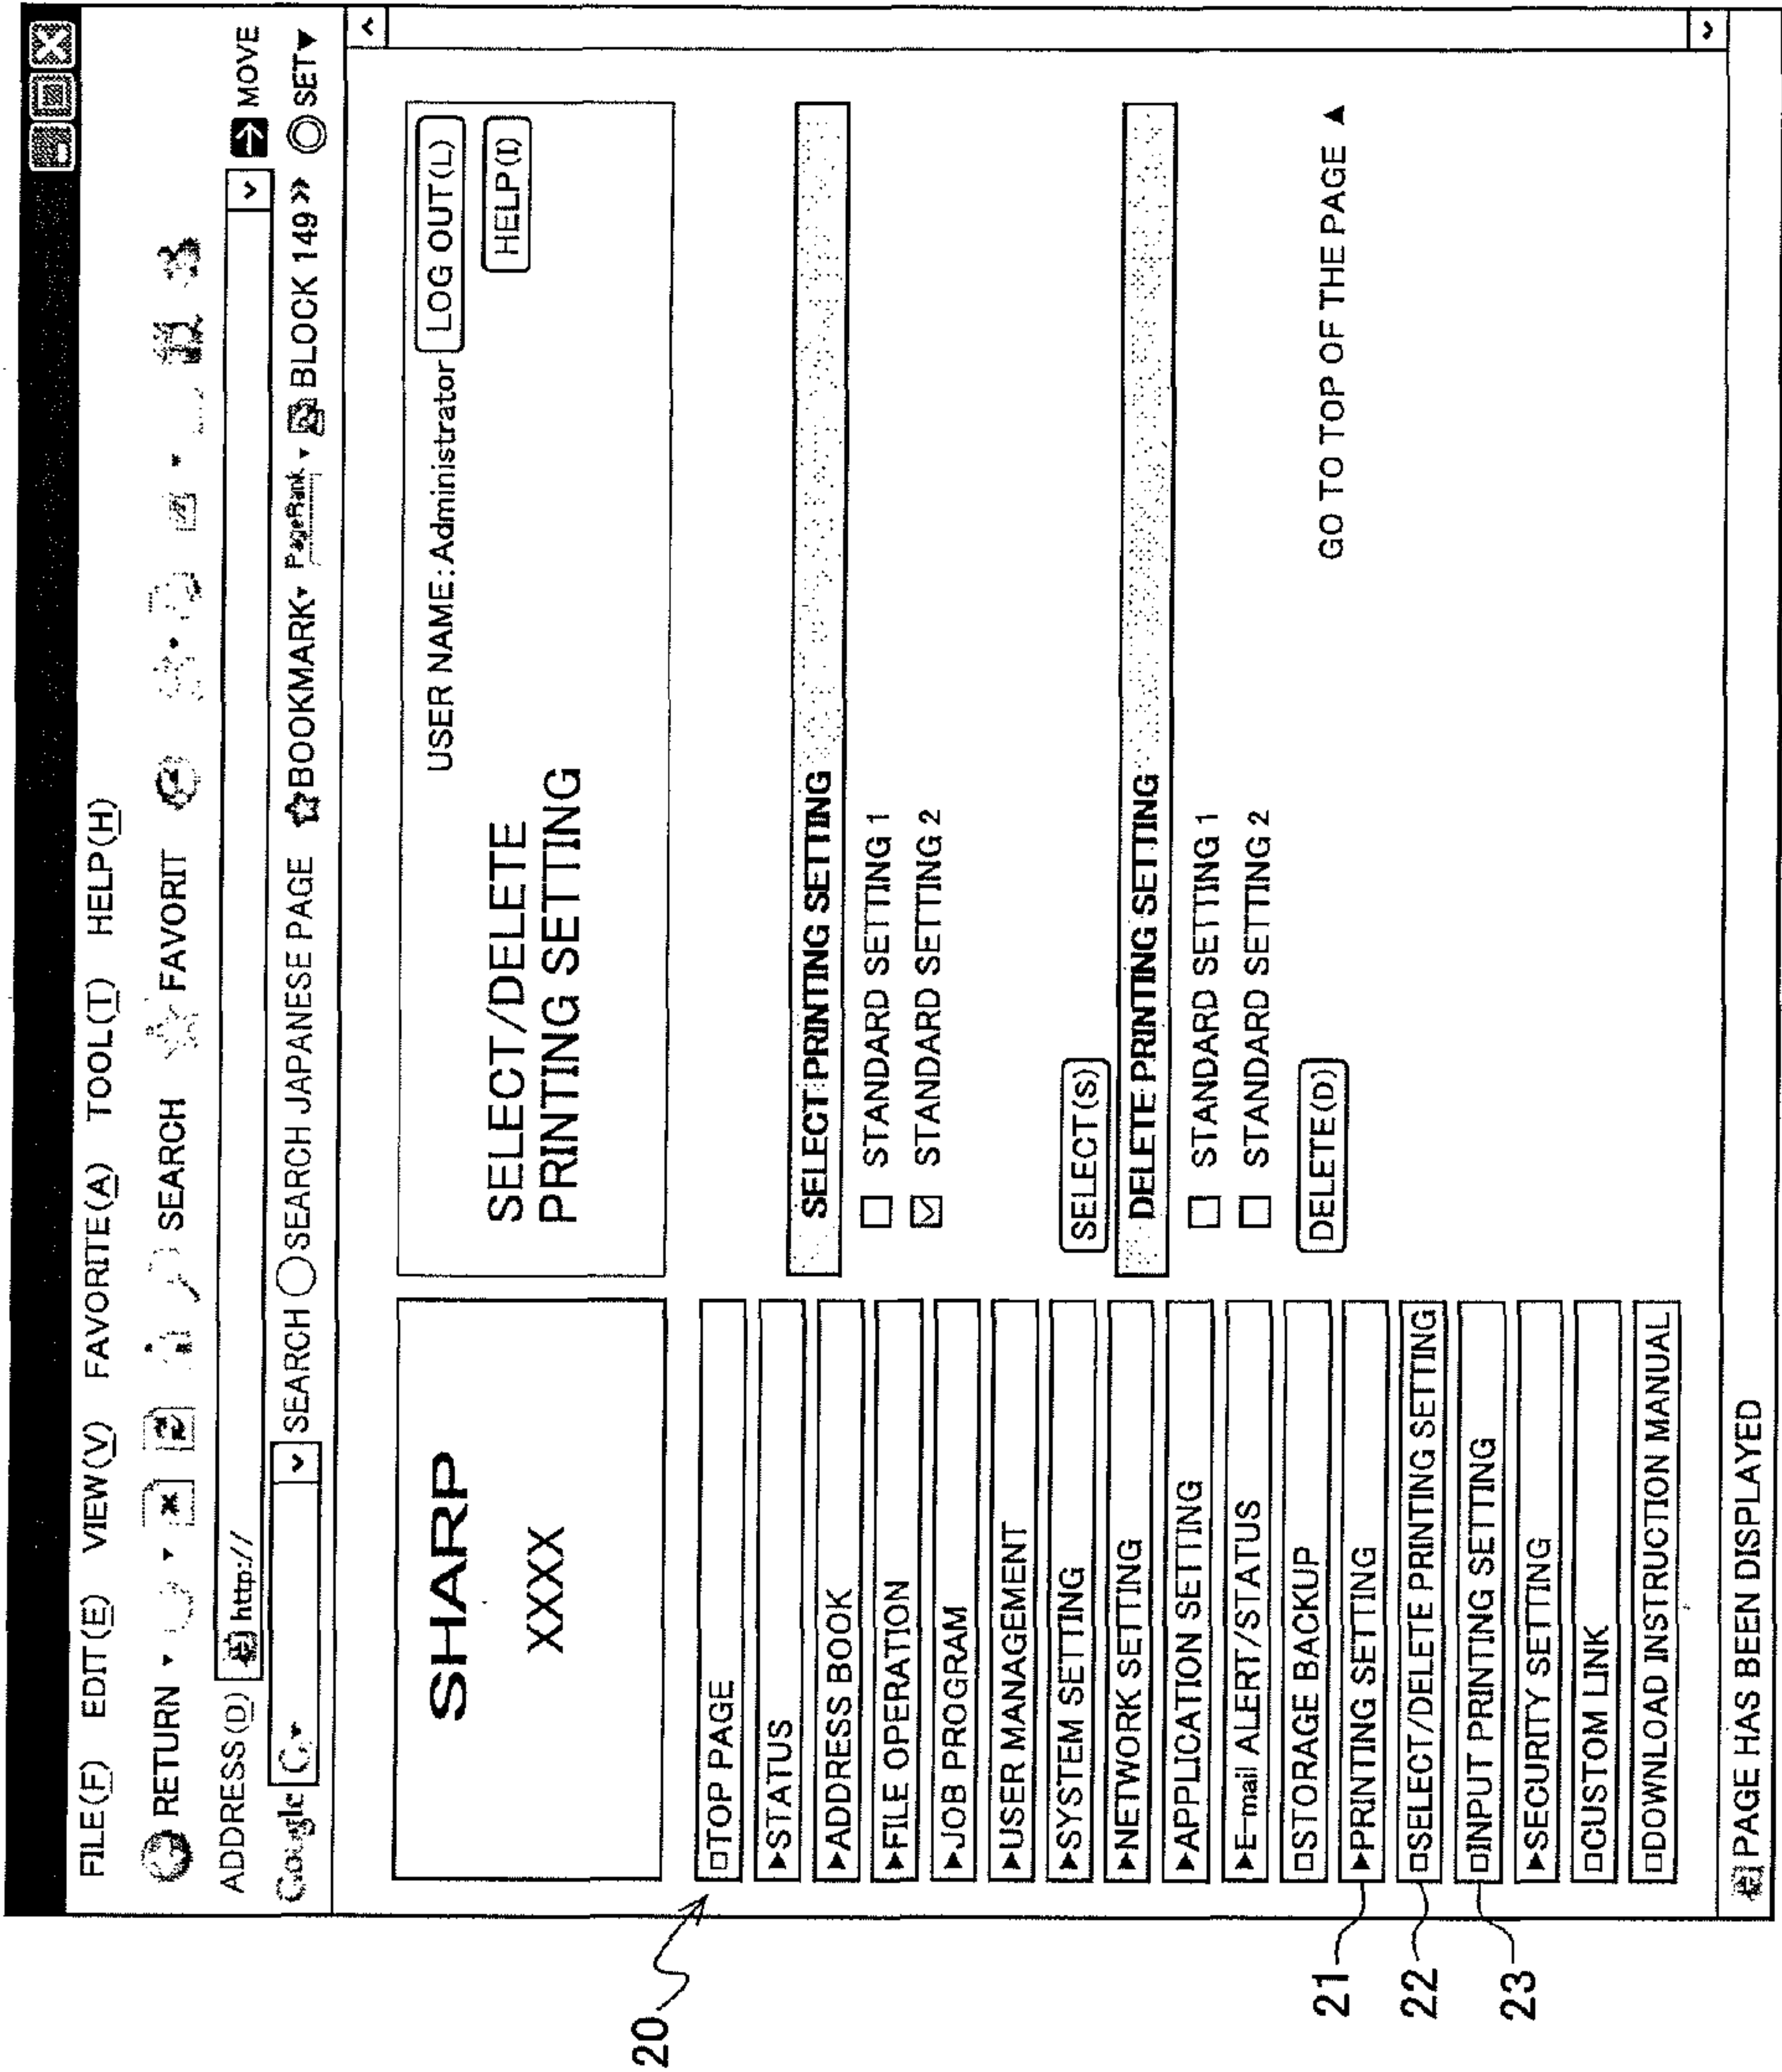 FILE(F) EDIT(E) VIEW(V) FAVORITE(A) TOOL(T) HELP(H)
RETURN SEARCH FAVORIT
ADDRESS(D) http:// MOVE
Google G SEARCH SEARCH JAPANESE PAGE BOOKMARK PageRank BLOCK 149 » SET
SHARP
XXXX
USER NAME:Administrator LOG OUT(L)
HELP(I)
SELECT/DELETE
PRINTING SETTING
20
TOP PAGE
STATUS
ADDRESS BOOK
FILE OPERATION
JOB PROGRAM
USER MANAGEMENT
SYSTEM SETTING
NETWORK SETTING
APPLICATION SETTING
E-mail ALERT/STATUS
STORAGE BACKUP
21 PRINTING SETTING
22 SELECT/DELETE PRINTING SETTING
23 INPUT PRINTING SETTING
SECURITY SETTING
CUSTOM LINK
DOWNLOAD INSTRUCTION MANUAL
SELECT PRINTING SETTING
STANDARD SETTING 1
STANDARD SETTING 2
SELECT(S)
DELETE PRINTING SETTING
STANDARD SETTING 1
STANDARD SETTING 2
DELETE(D)
GO TO TOP OF THE PAGE ▲
PAGE HAS BEEN DISPLAYED